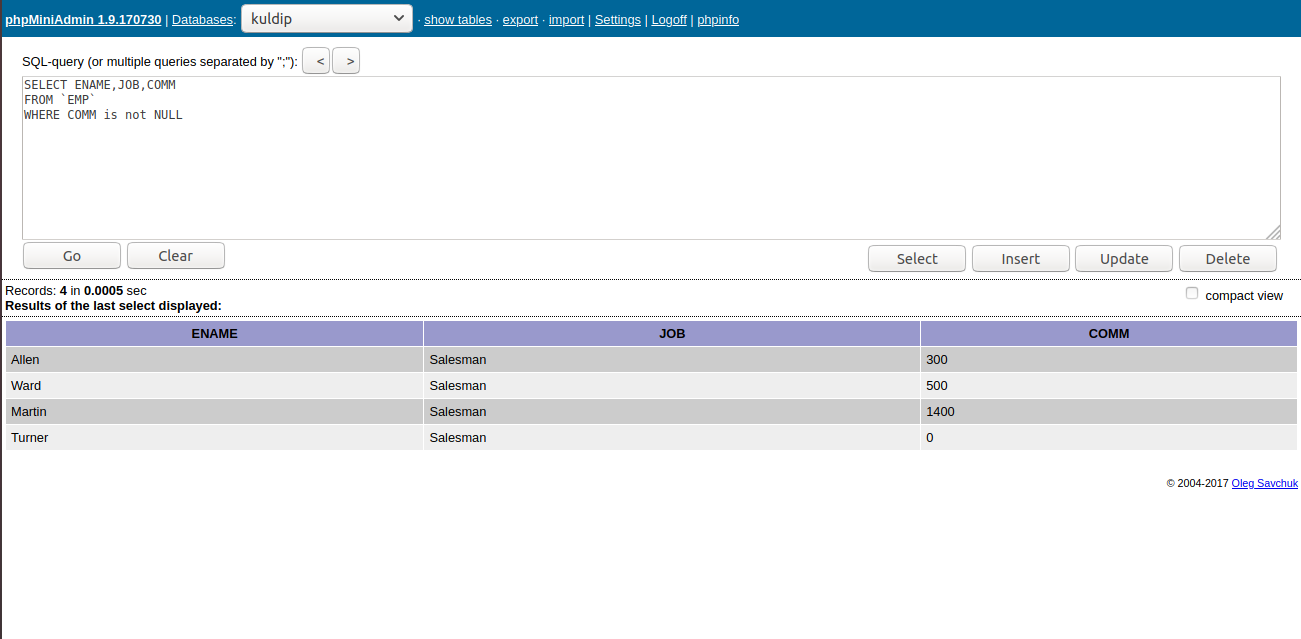 phpMiniAdmin 1.9.170730 | Databases: kuldip · show tables · export · import | Settings | Logoff | phpinfo
SQL-query (or multiple queries separated by ";"): < >
SELECT ENAME,JOB,COMM
FROM `EMP`
WHERE COMM is not NULL
Go Clear Select Insert Update Delete
Records: 4 in 0.0005 sec compact view
Results of the last select displayed:
ENAME JOB COMM
Allen Salesman 300
Ward Salesman 500
Martin Salesman 1400
Turner Salesman 0
© 2004-2017 Oleg Savchuk